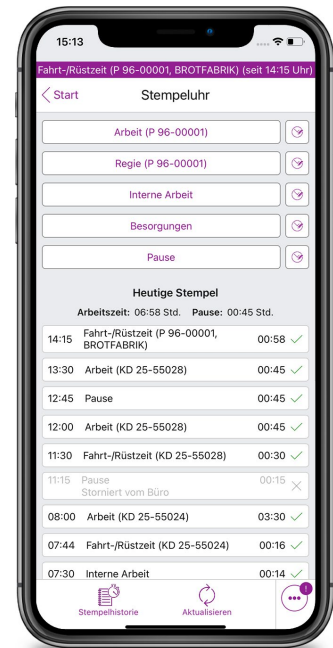 15:13
Fahrt-/Rüstzeit (P 96-00001, BROTFABRIK) (seit 14:15 Uhr)
Start
Stempeluhr
Arbeit (P 96-00001)
Regie (P 96-00001)
Interne Arbeit
Besorgungen
Pause
Heutige Stempel
Arbeitszeit: 06:58 Std. Pause: 00:45 Std.
14:15 Fahrt-/Rüstzeit (P 96-00001, 00:58
BROTFABRIK)
13:30 Arbeit (KD 25-55028) 00:45
12:45 Pause 00:45
12:00 Arbeit (KD 25-55028) 00:45
11:30 Fahrt-/Rüstzeit (KD 25-55028) 00:30
11:15 Pause 00:15
Storniert vom Büro
08:00 Arbeit (KD 25-55024) 03:30
07:44 Fahrt-/Rüstzeit (KD 25-55024) 00:16
07:30 Interne Arbeit 00:14
Stempelhistorie
Aktualisieren